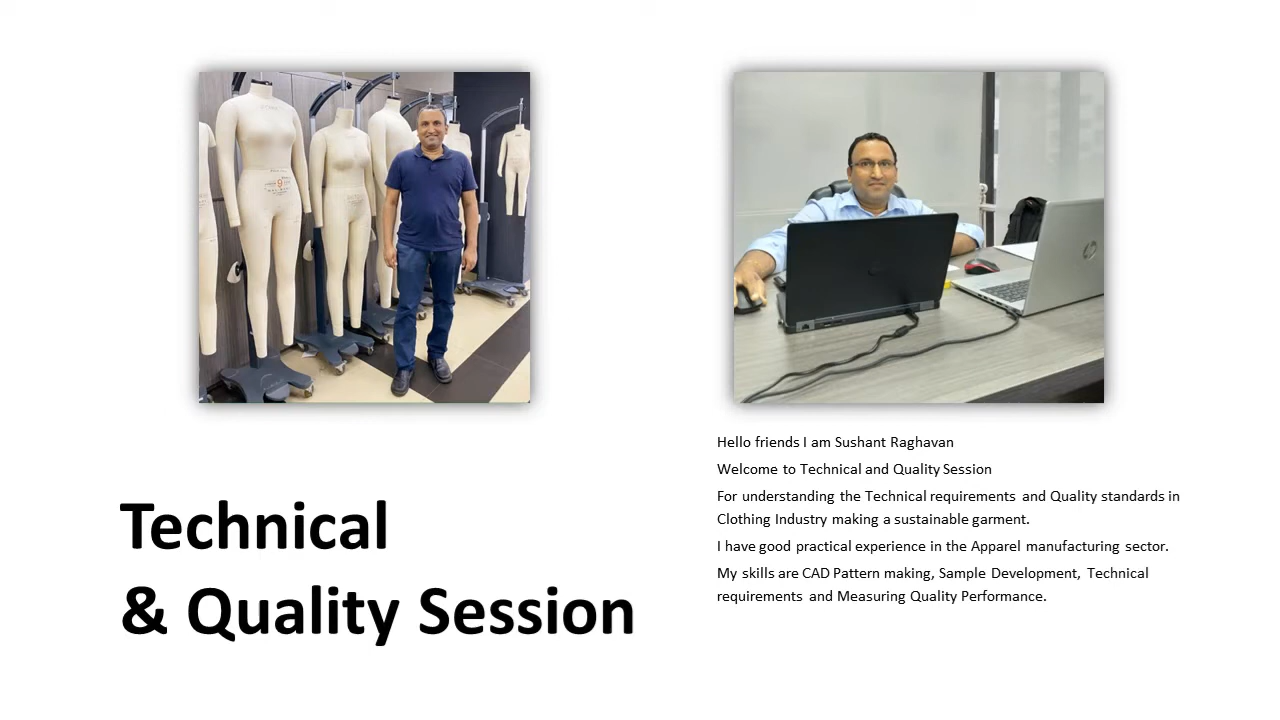 Technical
& Quality Session
Hello friends I am Sushant Raghavan
Welcome to Technical and Quality Session
For understanding the Technical requirements and Quality standards in
Clothing Industry making a sustainable garment.
I have good practical experience in the Apparel manufacturing sector.
My skills are CAD Pattern making, Sample Development, Technical
requirements and Measuring Quality Performance.
9
hp